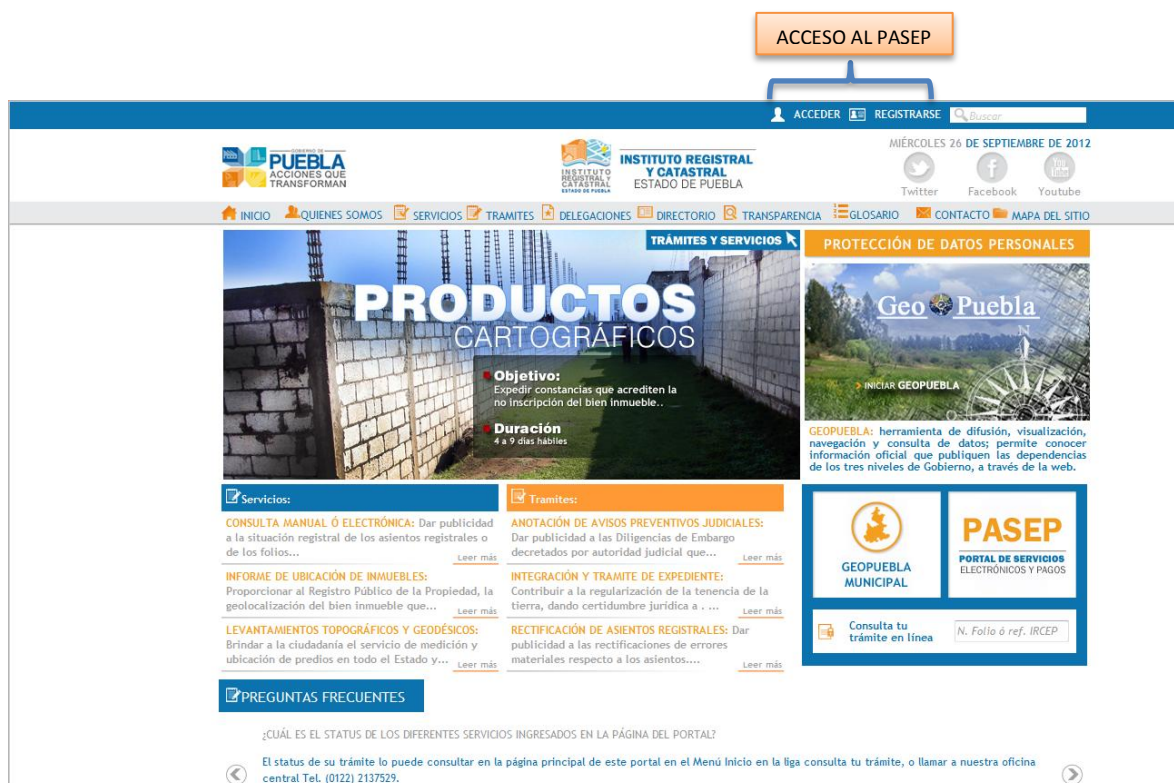 ACCESO AL PASEP
ACCEDER REGISTRARSE Buscar
MIÉRCOLES 26 DE SEPTIEMBRE DE 2012
GOBIERNO DE
PUEBLA
ACCIONES QUE
TRANSFORMAN
INSTITUTO
REGISTRAL Y
CATASTRAL
ESTADO DE PUEBLA
INSTITUTO REGISTRAL
Y CATASTRAL
ESTADO DE PUEBLA
You
Twitter Facebook Youtube
INICIO QUIENES SOMOS SERVICIOS TRAMITES DELEGACIONES DIRECTORIO TRANSPARENCIA GLOSARIO CONTACTO MAPA DEL SITIO
TRÁMITES Y SERVICIOS
PRODUCTOS
CARTOGRÁFICOS
Objetivo:
Expedir constancias que acrediten la
no inscripción del bien inmueble..
Duración
4 a 9 días hábiles
PROTECCIÓN DE DATOS PERSONALES
Geo Puebla
N
> INICIAR GEOPUEBLA
GEOPUEBLA: herramienta de difusión, visualización,
navegación y consulta de datos; permite conocer
información oficial que publiquen las dependencias
de los tres niveles de Gobierno, a través de la web.
Servicios:
CONSULTA MANUAL Ó ELECTRÓNICA: Dar publicidad
a la situación registral de los asientos registrales o
de los folios...
Leer más
INFORME DE UBICACIÓN DE INMUEBLES:
Proporcionar al Registro Público de la Propiedad, la
geolocalización del bien inmueble que...
Leer más
LEVANTAMIENTOS TOPOGRÁFICOS Y GEODÉSICOS:
Brindar a la ciudadanía el servicio de medición y
ubicación de predios en todo el Estado y...
Leer más
Tramites:
ANOTACIÓN DE AVISOS PREVENTIVOS JUDICIALES:
Dar publicidad a las Diligencias de Embargo
decretados por autoridad judicial que...
Leer más
INTEGRACIÓN Y TRAMITE DE EXPEDIENTE:
Contribuir a la regularización de la tenencia de la
tierra, dando certidumbre jurídica a . ...
Leer más
RECTIFICACIÓN DE ASIENTOS REGISTRALES: Dar
publicidad a las rectificaciones de errores
materiales respecto a los asientos....
Leer más
GEOPUEBLA
MUNICIPAL
PASEP
PORTAL DE SERVICIOS
ELECTRÓNICOS Y PAGOS
Consulta tu
trámite en línea
N. Folio ó ref. IRCEP
PREGUNTAS FRECUENTES
¿CUÁL ES EL STATUS DE LOS DIFERENTES SERVICIOS INGRESADOS EN LA PÁGINA DEL PORTAL?
El status de su trámite lo puede consultar en la página principal de este portal en el Menú Inicio en la liga consulta tu trámite, o llamar a nuestra oficina
central Tel. (0122) 2137529.